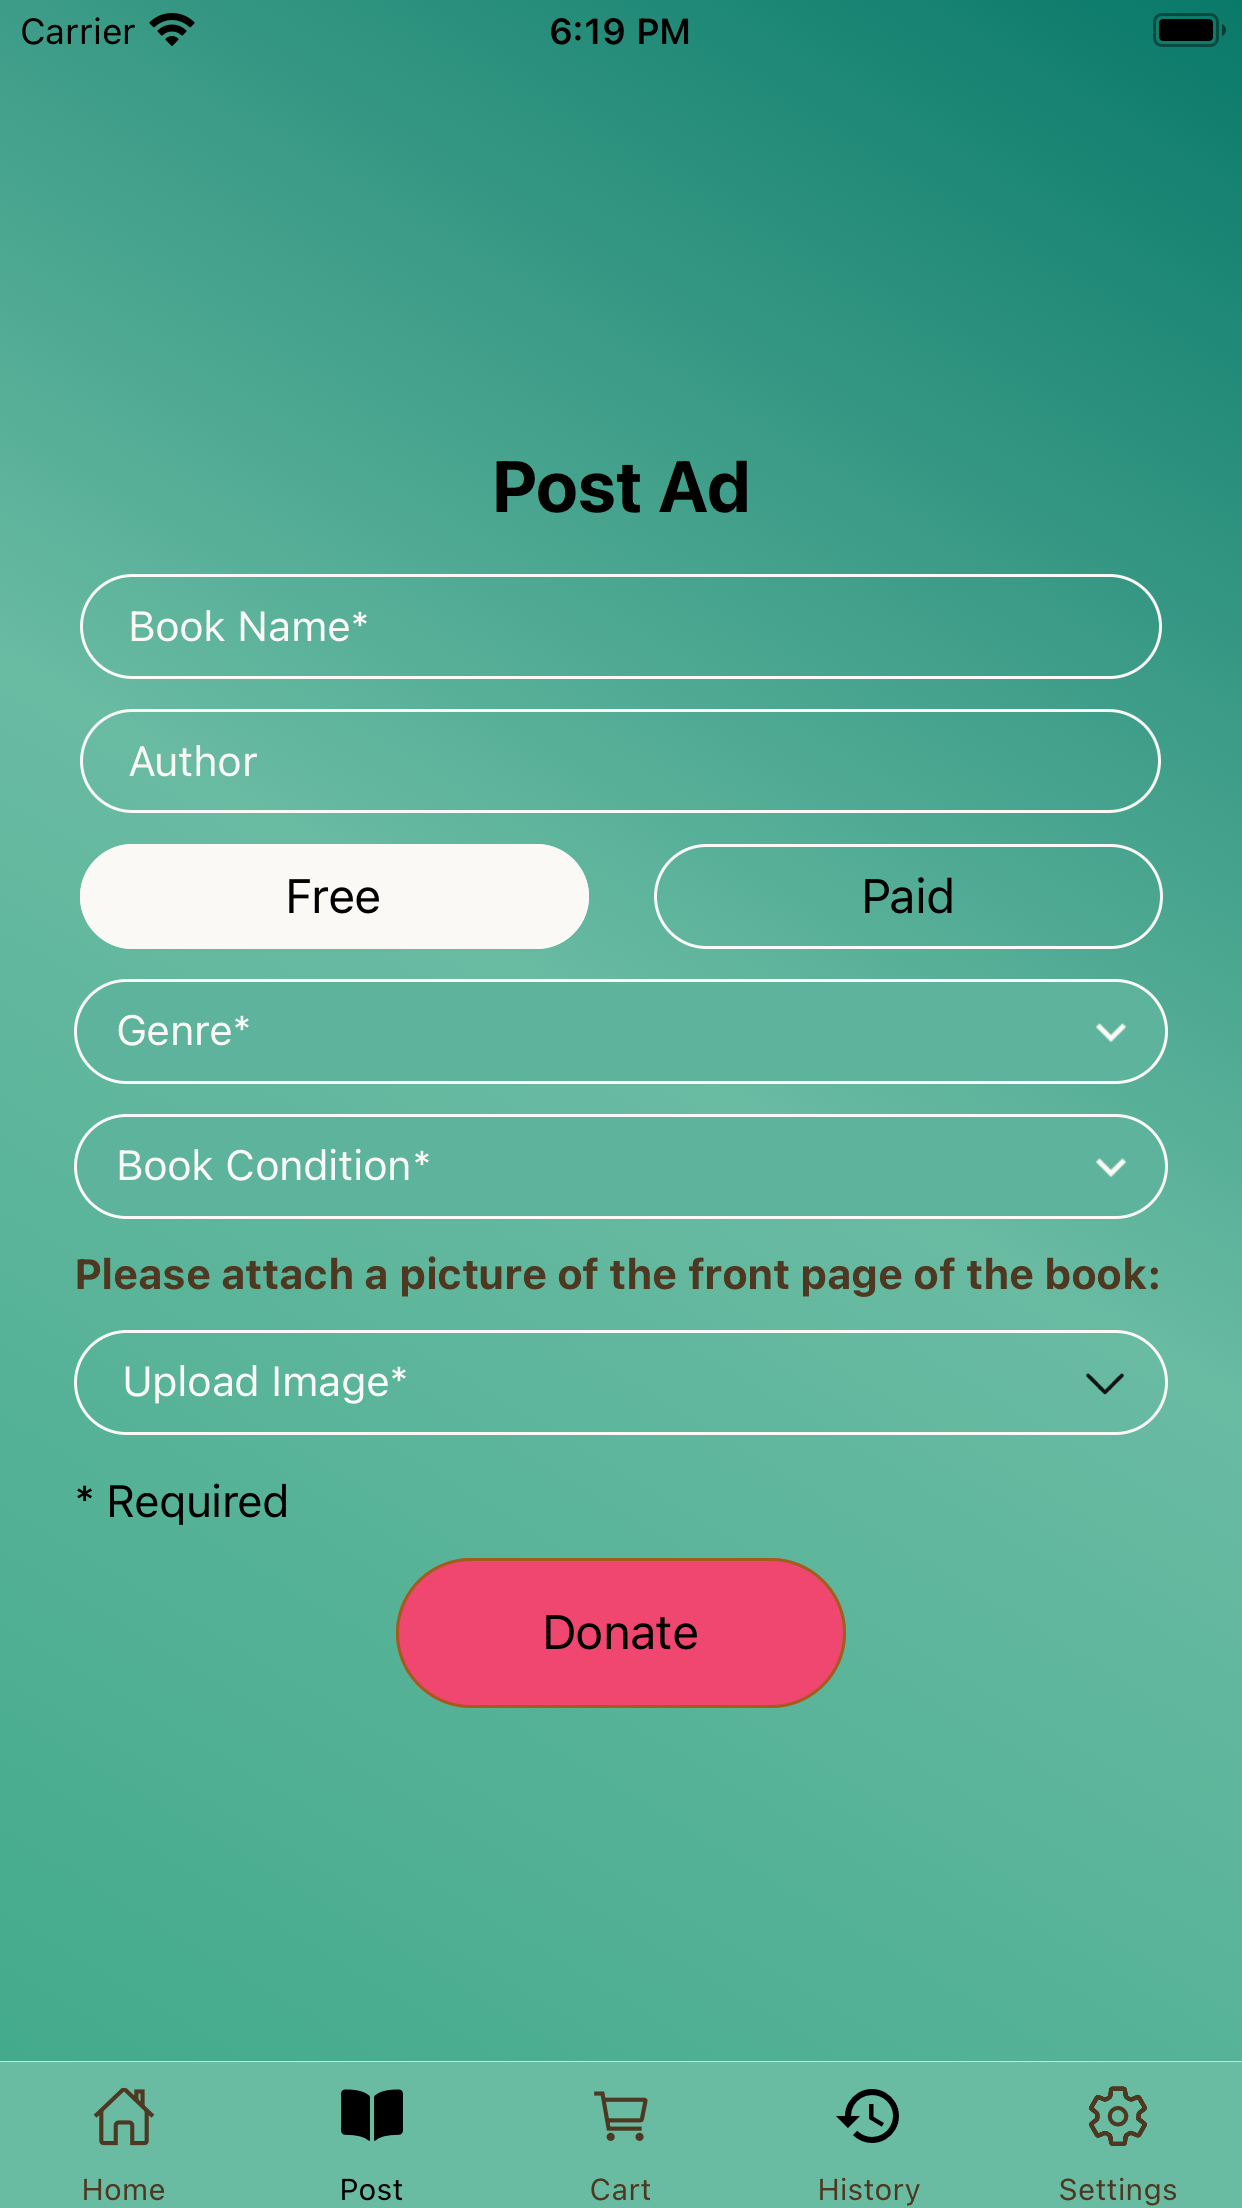 Carrier 6:19 PM
Post Ad
Book Name*
Author
Free Paid
Genre*
Book Condition*
Please attach a picture of the front page of the book:
Upload Image*
* Required
Donate
Home Post Cart History Settings